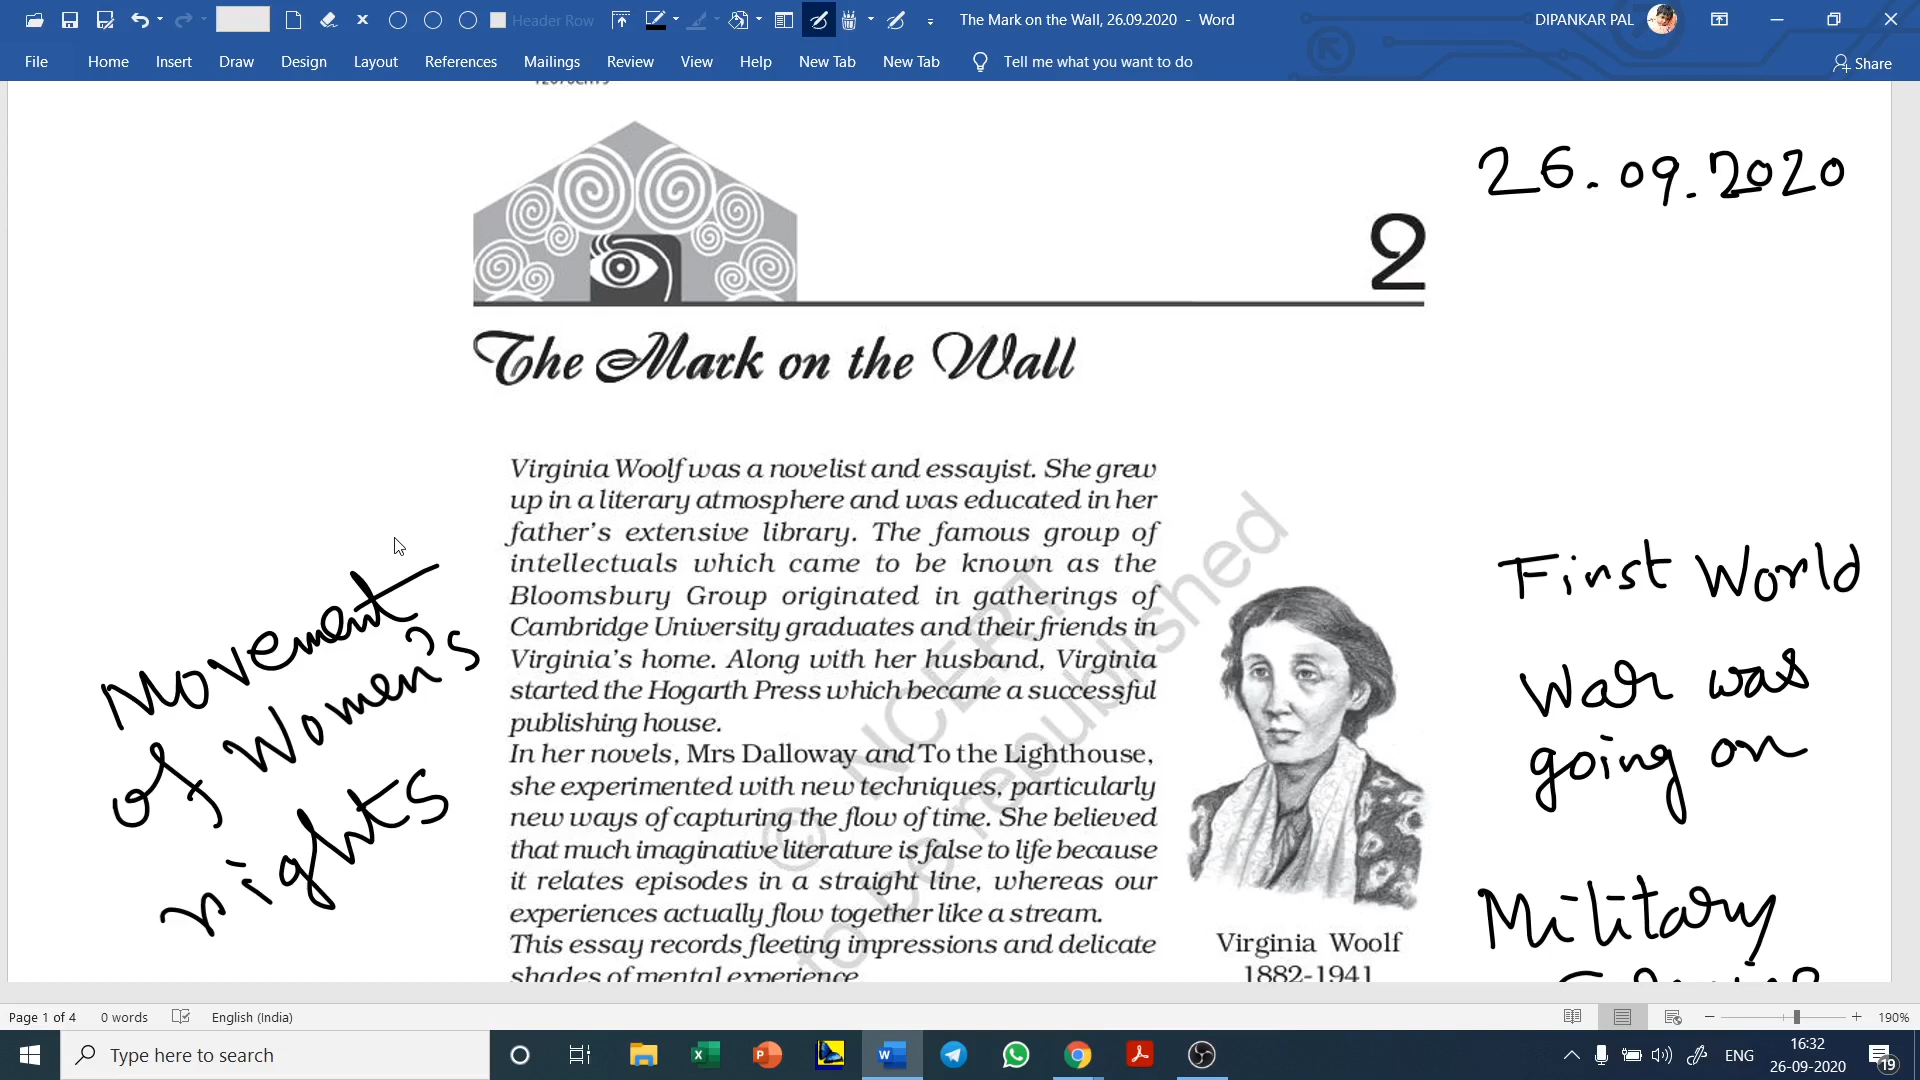 Header Row
The Mark on the Wall, 26.09.2020 - Word
DIPANKAR PAL
File Home Insert Draw Design Layout References Mailings Review View Help New Tab New Tab Tell me what you want to do
Share
26.09.2020
2
The Mark on the Wall
Virginia Woolf was a novelist and essayist. She grew
up in a literary atmosphere and was educated in her
father's extensive library. The famous group of
intellectuals which came to be known as the
Bloomsbury Group originated in gatherings of
Cambridge University graduates and their friends in
Virginia's home. Along with her husband, Virginia
started the Hogarth Press which became a successful
publishing house.
In her novels, Mrs Dalloway and To the Lighthouse,
she experimented with new techniques, particularly
new ways of capturing the flow of time. She believed
that much imaginative literature is false to life because
it relates episodes in a straight line, whereas our
experiences actually flow together like a stream.
This essay records fleeting impressions and delicate
shades of mental experience.
© NCERT
to be republished
Virginia Woolf
1882-1941
Movement
of Women's
rights
First World
War was
going on
Military
Page 1 of 4 0 words English (India) 190%
Type here to search
ENG
16:32
26-09-2020
19